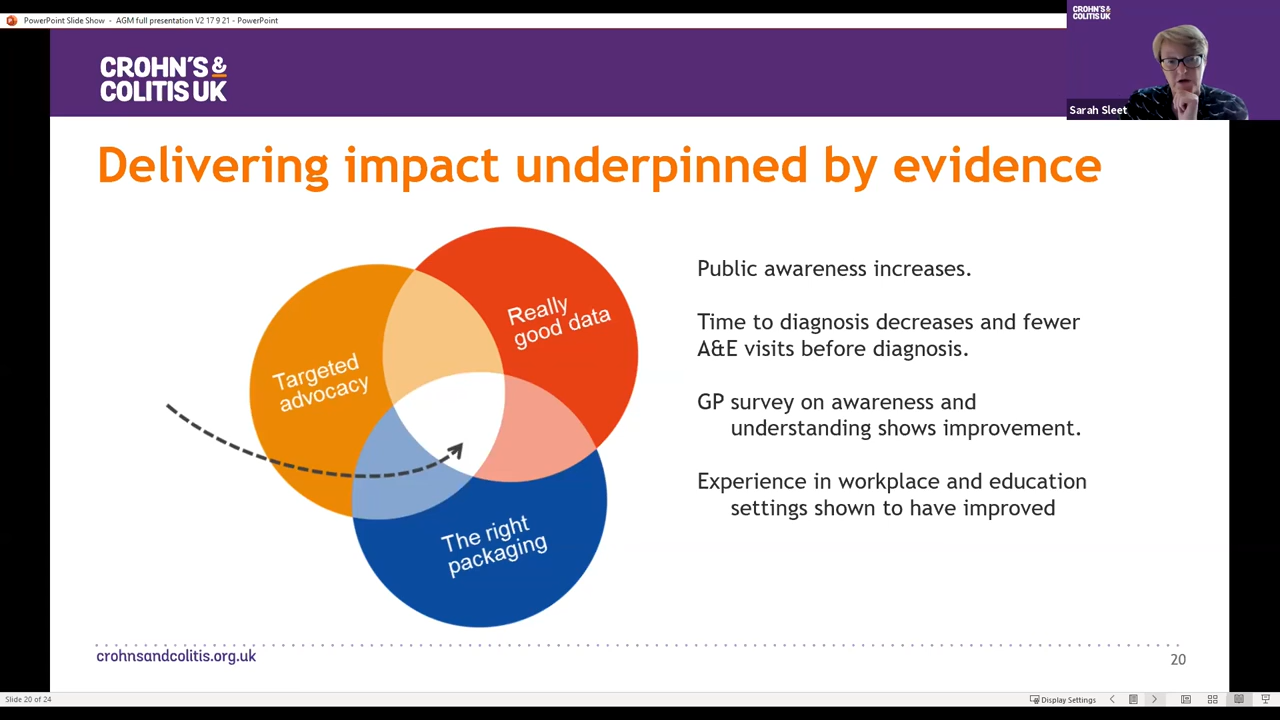 PowerPoint Slide Show - AGM full presentation V2 17 9 21 - PowerPoint
CROHN'S &
COLITIS UK
Sarah Sleet
CROHN'S &
COLITIS UK
Delivering impact underpinned by evidence
Really
good data
Targeted
advocacy
The right
packaging
Public awareness increases.
Time to diagnosis decreases and fewer
A&E visits before diagnosis.
GP survey on awareness and
understanding shows improvement.
Experience in workplace and education
settings shown to have improved
crohnsandcolitis.org.uk
20
Slide 20 of 24
Display Settings